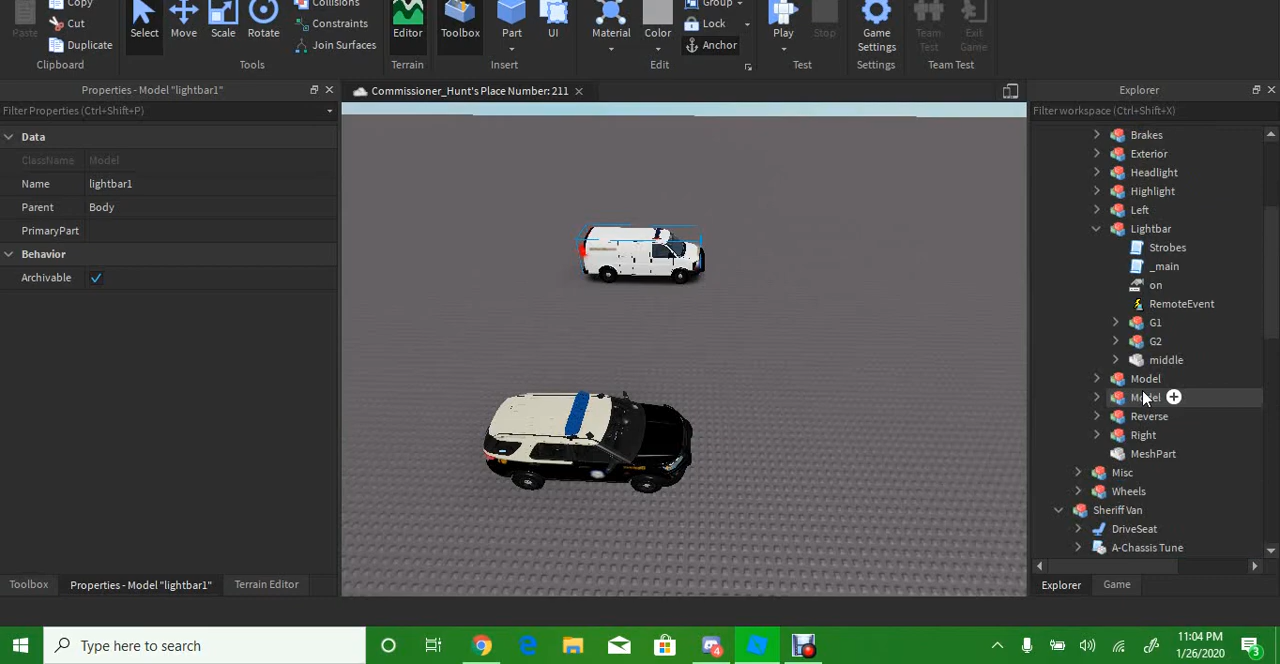 Copy
Collisions
Group
Paste
Cut
Select
Move
Scale
Rotate
Constraints
Editor
Toolbox
Part
UI
Material
Color
Lock
Play
Stop
Game
Settings
Team
Test
Exit
Game
Duplicate
Join Surfaces
Anchor
Clipboard
Tools
Terrain
Insert
Edit
Test
Settings
Team Test
Properties - Model "lightbar1"
Commissioner_Hunt's Place Number: 211
Explorer
Filter Properties (Ctrl+Shift+P)
Filter workspace (Ctrl+Shift+X)
Data
ClassName Model
Name lightbar1
Parent Body
PrimaryPart
Behavior
Archivable
Brakes
Exterior
Headlight
Highlight
Left
Lightbar
Strobes
_main
on
RemoteEvent
G1
G2
middle
Model
Model
Reverse
Right
MeshPart
Misc
Wheels
Sheriff Van
DriveSeat
A-Chassis Tune
Toolbox
Properties - Model "lightbar1"
Terrain Editor
Explorer
Game
Type here to search
4
11:04 PM
1/26/2020
3